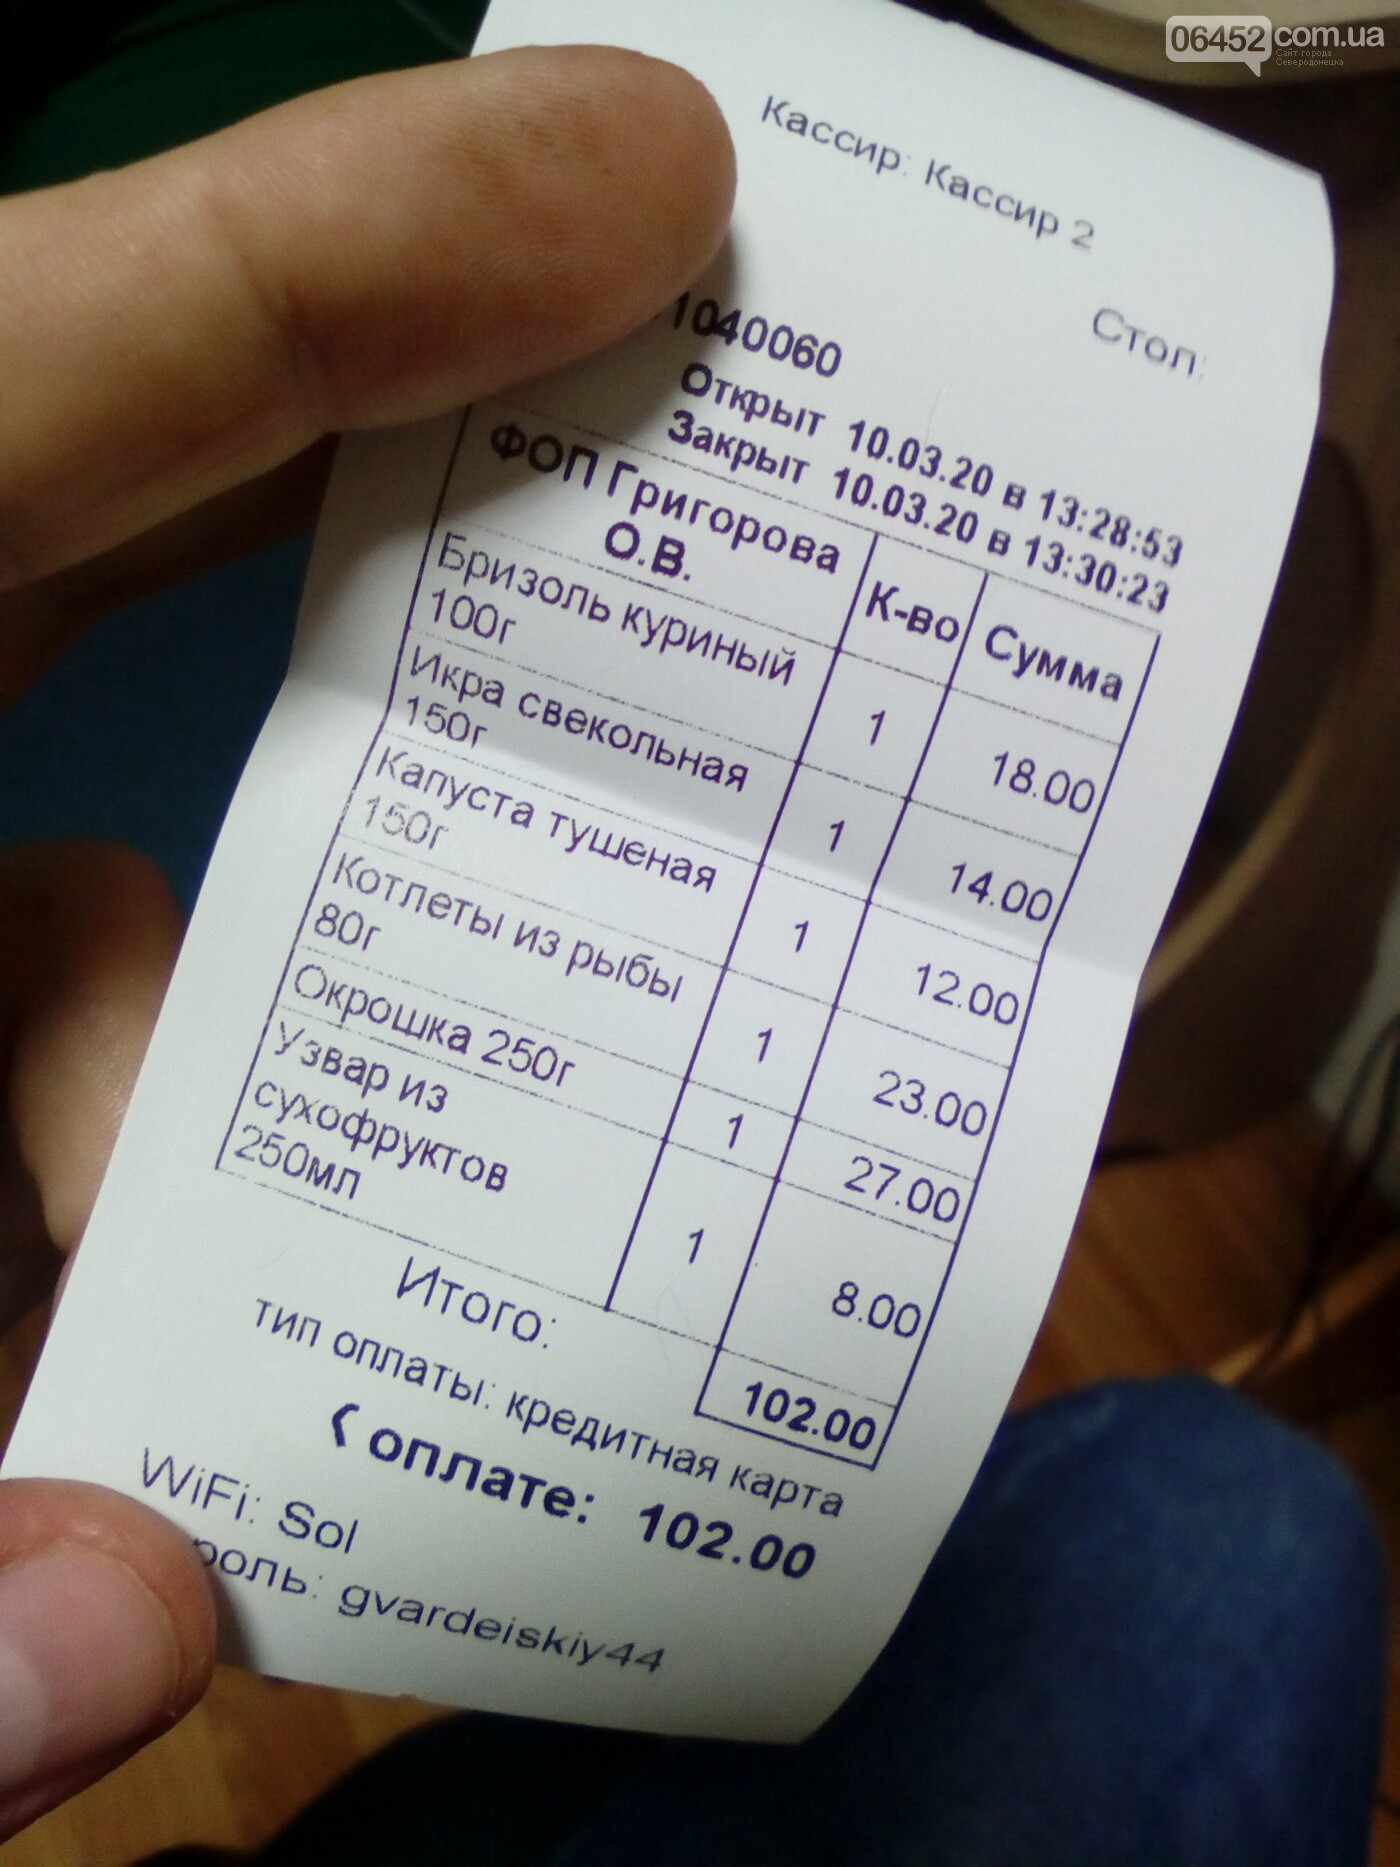 06452.com.ua
Сайт города
Северодонецка
Кассир: Кассир 2
Стол:
1040060
Открыт 10.03.20 в 13:28:53
Закрыт 10.03.20 в 13:30:23
ФОП Григорова О.В. К-во Сумма
Бризоль куриный 100г 1 18.00
Икра свекольная 150г 1 14.00
Капуста тушеная 150г 1 12.00
Котлеты из рыбы 80г 1 23.00
Окрошка 250г 1 27.00
Узвар из сухофруктов 250мл 1 8.00
Итого: 102.00
тип оплаты: кредитная карта
К оплате: 102.00
WiFi: Sol
роль: gvardeiskiy44